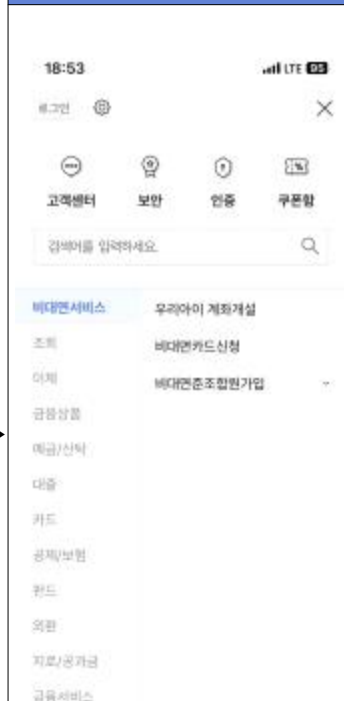 18:53 LTE 95
로그인
고객센터 보안 인증 쿠폰함
검색어를 입력하세요.
비대면서비스 우리아이 계좌개설
조회 비대면카드신청
이체 비대면준조합원가입
금융상품
예금/신탁
대출
카드
공제/보험
펀드
외환
지로/공과금
금융서비스